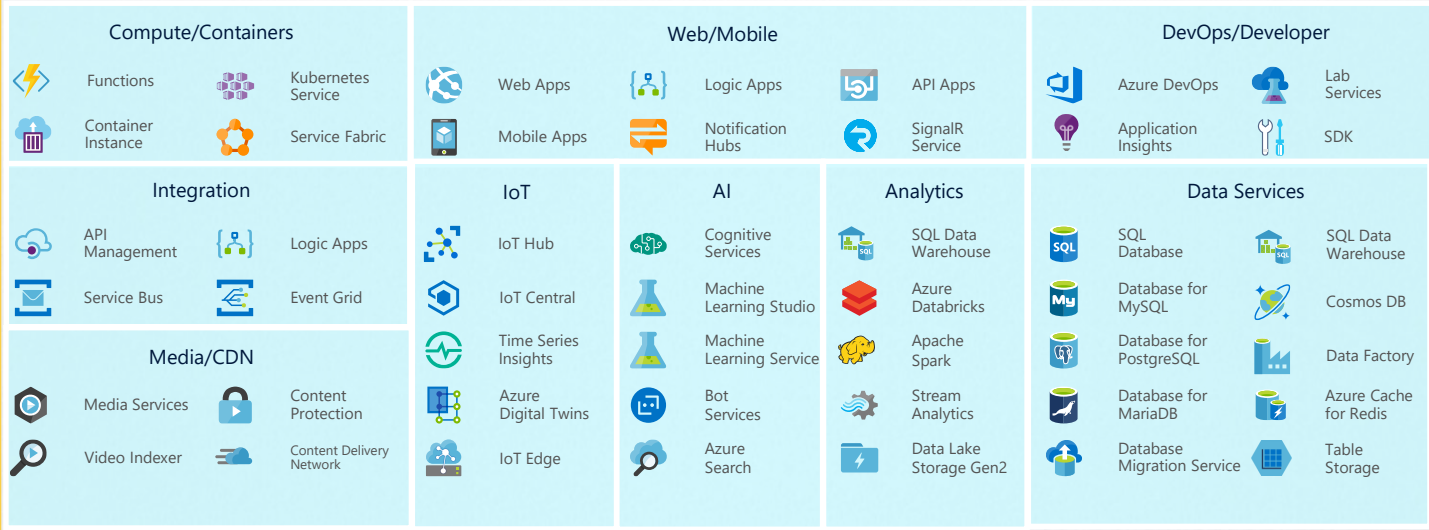 Compute/Containers
Functions
Kubernetes
Service
Container
Instance
Service Fabric
Web/Mobile
Web Apps
Logic Apps
API Apps
Mobile Apps
Notification
Hubs
SignalR
Service
DevOps/Developer
Azure DevOps
Lab
Services
Application
Insights
SDK
Integration
API
Management
Logic Apps
Service Bus
Event Grid
Media/CDN
Media Services
Content
Protection
Video Indexer
Content Delivery
Network
IoT
IoT Hub
IoT Central
Time Series
Insights
Azure
Digital Twins
IoT Edge
AI
Cognitive
Services
Machine
Learning Studio
Machine
Learning Service
Bot
Services
Azure
Search
Analytics
SQL
SQL Data
Warehouse
Azure
Databricks
Apache
Spark
Stream
Analytics
Data Lake
Storage Gen2
Data Services
SQL
SQL
Database
SQL
SQL Data
Warehouse
My
Database for
MySQL
Cosmos DB
Database for
PostgreSQL
Data Factory
Database for
MariaDB
Azure Cache
for Redis
Database
Migration Service
Table
Storage